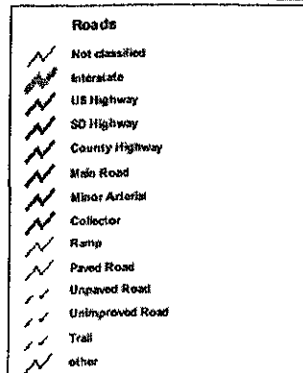 Roads
Not classified
Interstate
US Highway
SD Highway
County Highway
Main Road
Minor Arterial
Collector
Ramp
Paved Road
Unpaved Road
Unimproved Road
Trail
other